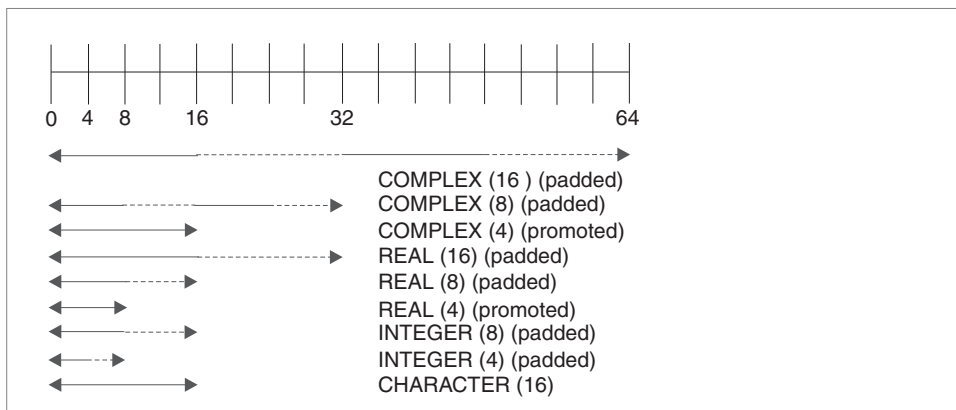 0 4 8 16 32 64
COMPLEX (16 ) (padded)
COMPLEX (8) (padded)
COMPLEX (4) (promoted)
REAL (16) (padded)
REAL (8) (padded)
REAL (4) (promoted)
INTEGER (8) (padded)
INTEGER (4) (padded)
CHARACTER (16)